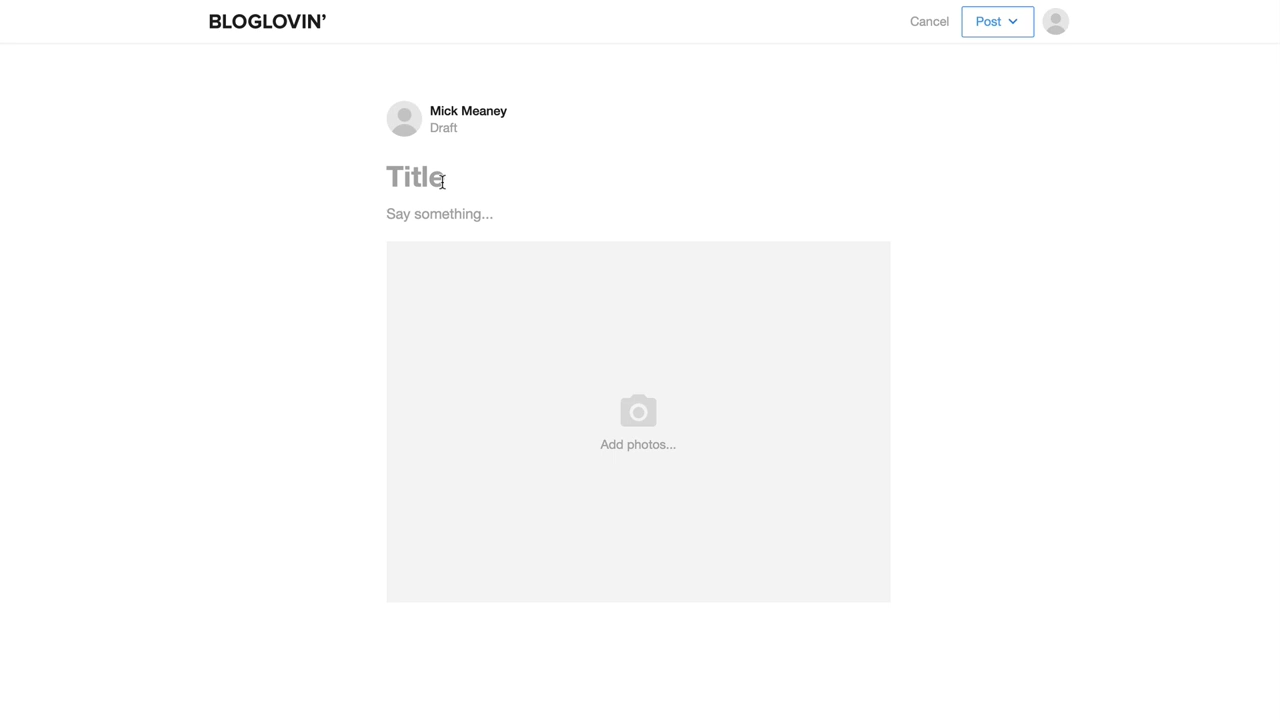 BLOGLOVIN’
Cancel
Post
Mick Meaney
Draft
Title
Say something...
Add photos...